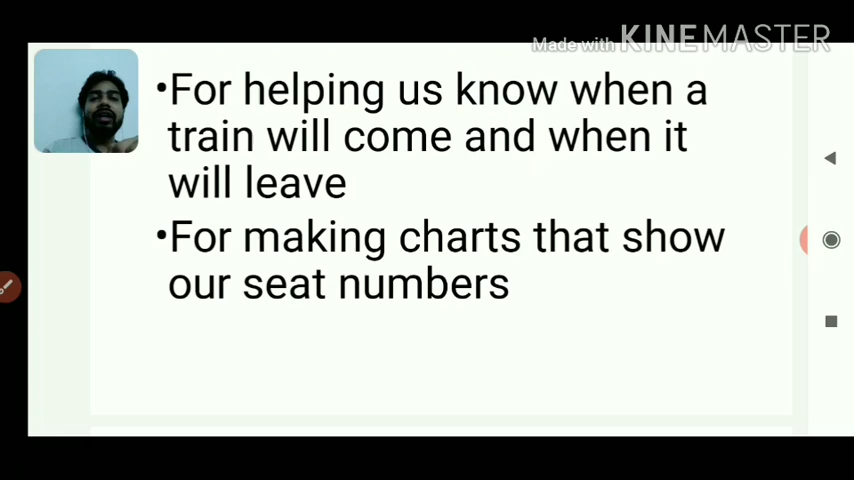 Made with KINEMASTER
•For helping us know when a
train will come and when it
will leave
•For making charts that show
our seat numbers